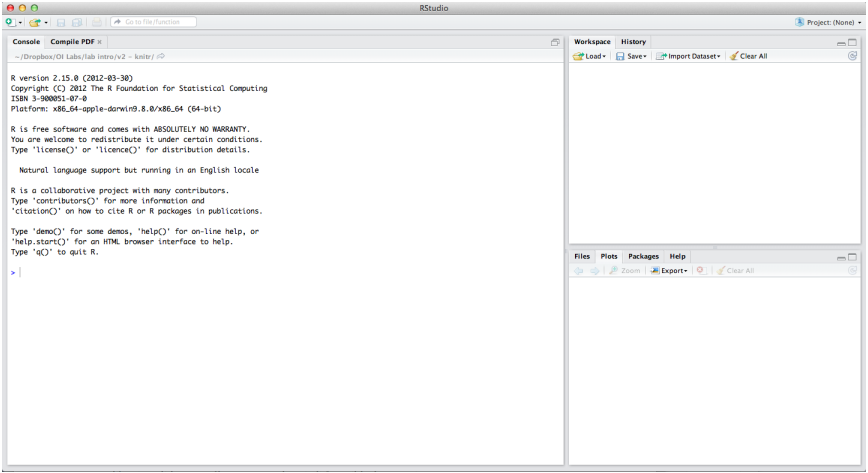 RStudio
Go to file/function
Project: (None)
Console Compile PDF ×
~/Dropbox/OI Labs/lab intro/v2 - knitr/
R version 2.15.0 (2012-03-30)
Copyright (C) 2012 The R Foundation for Statistical Computing
ISBN 3-900051-07-0
Platform: x86_64-apple-darwin9.8.0/x86_64 (64-bit)
R is free software and comes with ABSOLUTELY NO WARRANTY.
You are welcome to redistribute it under certain conditions.
Type 'license()' or 'licence()' for distribution details.
Natural language support but running in an English locale
R is a collaborative project with many contributors.
Type 'contributors()' for more information and
'citation()' on how to cite R or R packages in publications.
Type 'demo()' for some demos, 'help()' for on-line help, or
'help.start()' for an HTML browser interface to help.
Type 'q()' to quit R.
>
Workspace History
Load Save Import Dataset Clear All
Files Plots Packages Help
Zoom Export Clear All